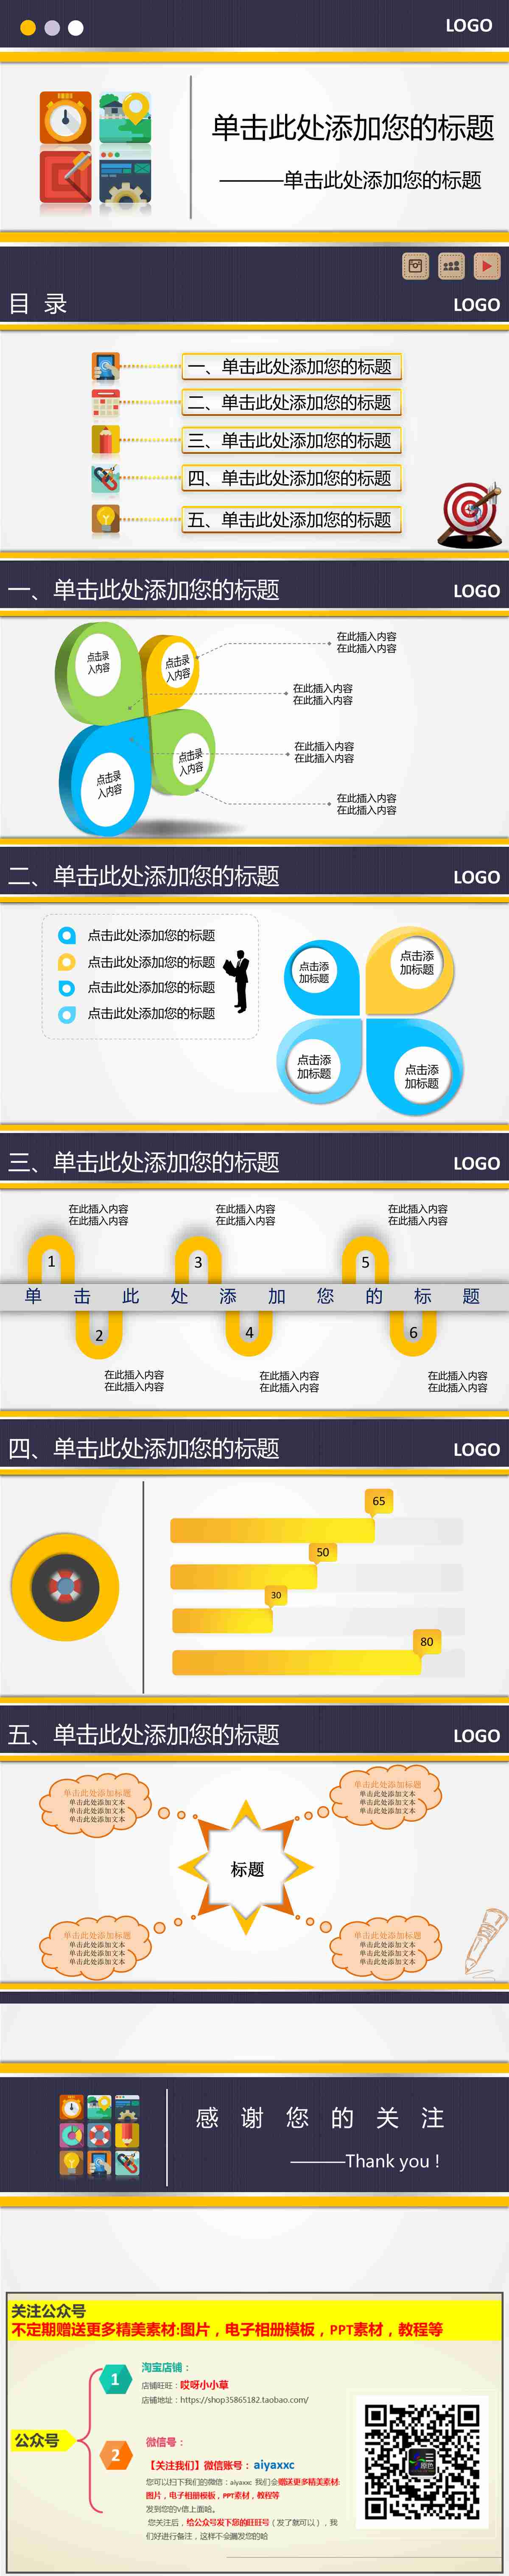 LOGO
单击此处添加您的标题
———单击此处添加您的标题
目 录
LOGO
一、单击此处添加您的标题
二、单击此处添加您的标题
三、单击此处添加您的标题
四、单击此处添加您的标题
五、单击此处添加您的标题
一、单击此处添加您的标题
LOGO
点击录
入内容
点击录
入内容
点击录
入内容
点击录
入内容
在此插入内容
在此插入内容
在此插入内容
在此插入内容
在此插入内容
在此插入内容
在此插入内容
在此插入内容
二、单击此处添加您的标题
LOGO
点击此处添加您的标题
点击此处添加您的标题
点击此处添加您的标题
点击此处添加您的标题
点击添
加标题
点击添
加标题
点击添
加标题
点击添
加标题
三、单击此处添加您的标题
LOGO
在此插入内容
在此插入内容
在此插入内容
在此插入内容
在此插入内容
在此插入内容
1
3
5
单 击 此 处 添 加 您 的 标 题
2
4
6
在此插入内容
在此插入内容
在此插入内容
在此插入内容
在此插入内容
在此插入内容
四、单击此处添加您的标题
LOGO
65
50
30
80
五、单击此处添加您的标题
LOGO
单击此处添加标题
单击此处添加文本
单击此处添加文本
单击此处添加文本
单击此处添加标题
单击此处添加文本
单击此处添加文本
单击此处添加文本
标题
单击此处添加标题
单击此处添加文本
单击此处添加文本
单击此处添加文本
单击此处添加标题
单击此处添加文本
单击此处添加文本
单击此处添加文本
感 谢 您 的 关 注
———Thank you !
关注公众号
不定期赠送更多精美素材:图片，电子相册模板，PPT素材，教程等
公众号
1
淘宝店铺：
店铺旺旺：哎呀小小草
店铺地址：https://shop35865182.taobao.com/
2
微信号：
【关注我们】微信账号：aiyaxxc
您可以扫下我们的微信：aiyaxxc 我们会赠送更多精美素材:
图片，电子相册模板，PPT素材，教程等
发到您的V信上面哈。
您关注后，给公众号发下您的旺旺号（发了就可以），我
们好进行备注，这样不会漏发您的哈